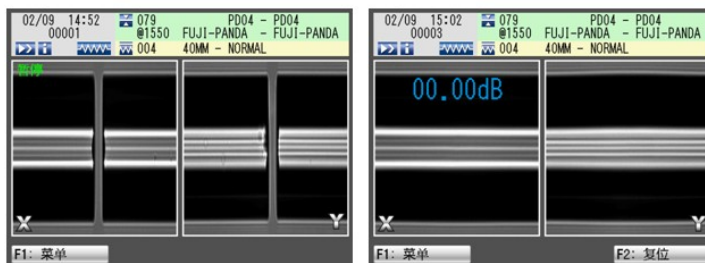 02/09 14:52
00001
079
@1550
PD04 - PD04
FUJI-PANDA - FUJI-PANDA
004
40MM - NORMAL
暂停
X
Y
F1: 菜单
02/09 15:02
00003
079
@1550
PD04 - PD04
FUJI-PANDA - FUJI-PANDA
004
40MM - NORMAL
00.00dB
X
Y
F1: 菜单
F2: 复位